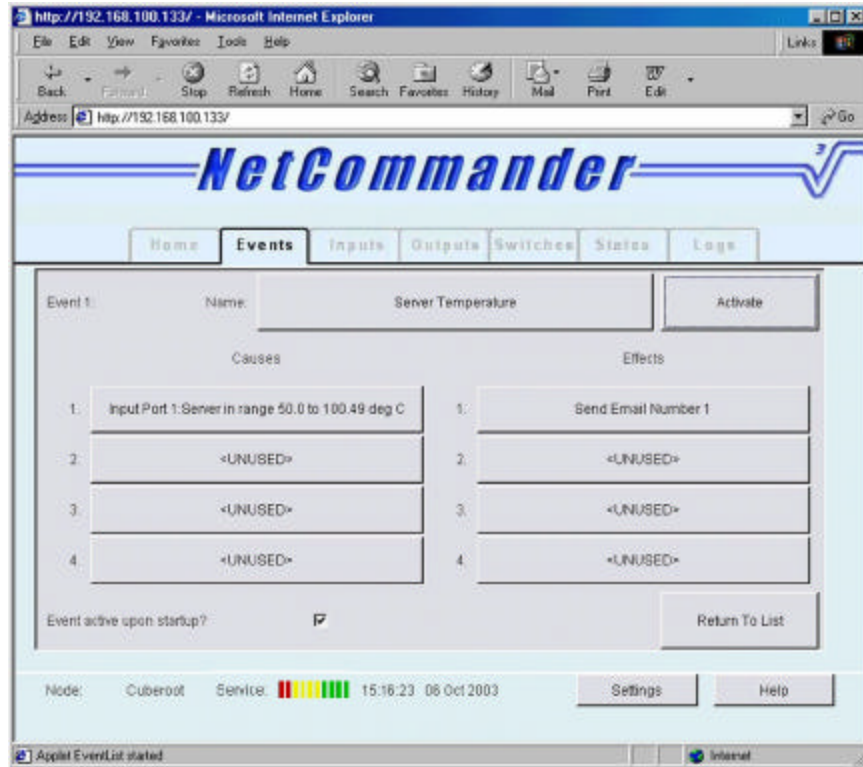 http://192.168.100.133/ - Microsoft Internet Explorer
File Edit View Favorites Tools Help Links
Back Forward Stop Refresh Home Search Favorites History Mail Print Edit
Address http://192.168.100.133/ Go
NetCommander 3
Home Events Inputs Outputs Switches States Logs
Event 1: Name: Server Temperature Activate
Causes Effects
1. Input Port 1:Server in range 50.0 to 100.49 deg C 1. Send Email Number 1
2. <UNUSED> 2. <UNUSED>
3. <UNUSED> 3. <UNUSED>
4. <UNUSED> 4. <UNUSED>
Event active upon startup? Return To List
Node: Cuberoot Service: 15:16:23 06 Oct 2003 Settings Help
Applet EventList started Internet